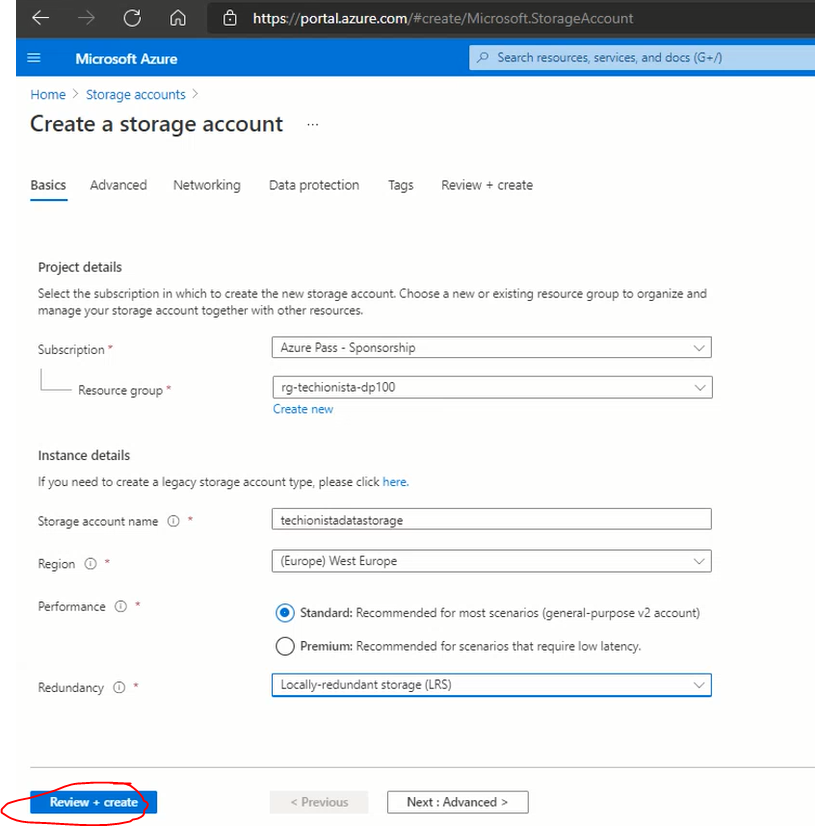 https://portal.azure.com/#create/Microsoft.StorageAccount
Microsoft Azure
Search resources, services, and docs (G+/)
Home > Storage accounts >
Create a storage account ...
Basics Advanced Networking Data protection Tags Review + create
Project details
Select the subscription in which to create the new storage account. Choose a new or existing resource group to organize and
manage your storage account together with other resources.
Subscription * Azure Pass - Sponsorship
Resource group * rg-techionista-dp100
Create new
Instance details
If you need to create a legacy storage account type, please click here.
Storage account name * techionistadatastorage
Region * (Europe) West Europe
Performance * Standard: Recommended for most scenarios (general-purpose v2 account)
Premium: Recommended for scenarios that require low latency.
Redundancy * Locally-redundant storage (LRS)
Review + create < Previous Next : Advanced >